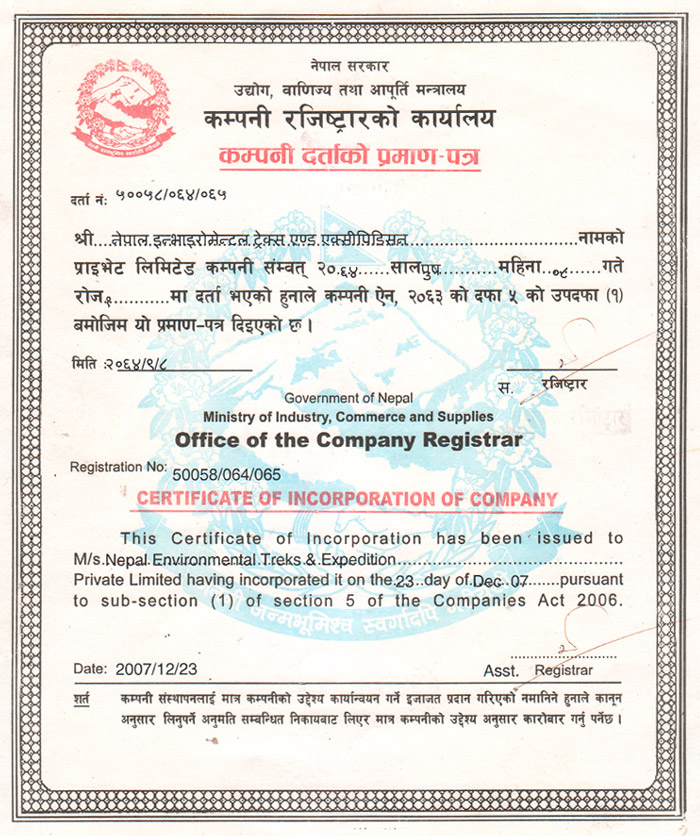 नेपाल सरकार
उद्योग, वाणिज्य तथा आपूर्ति मन्त्रालय
कम्पनी रजिष्ट्रारको कार्यालय
कम्पनी दर्ताको प्रमाण-पत्र
दर्ता नं: ५००५८/०६४/०६५
श्री....नेपाल इन्भाइरोमेन्टल ट्रेक्स एण्ड एक्सीपिडिसन........................नामको
प्राइभेट लिमिटेड कम्पनी संम्वत् २०६४......साल पुष.........महिना..०८......गते
रोज १...........मा दर्ता भएको हुनाले कम्पनी ऐन, २०६३ को दफा ५ को उपदफा (१)
बमोजिम यो प्रमाण-पत्र दिइएको छ।
मिति :२०६४/९/८
स. रजिष्ट्रार
Government of Nepal
Ministry of Industry, Commerce and Supplies
Office of the Company Registrar
Registration No: 50058/064/065
CERTIFICATE OF INCORPORATION OF COMPANY
This Certificate of Incorporation has been issued to
M/s.Nepal Environmental Treks & Expedition....................................
Private Limited having incorporated it on the 23 day of Dec 07......pursuant
to sub-section (1) of section 5 of the Companies Act 2006.
Date: 2007/12/23
Asst. Registrar
शर्त कम्पनी संस्थापनलाई मात्र कम्पनीको उद्देश्य कार्यान्वयन गर्ने इजाजत प्रदान गरिएको नमानिने हुनाले कानून
अनुसार लिनुपर्ने अनुमति सम्बन्धित निकायबाट लिएर मात्र कम्पनीको उद्देश्य अनुसार कारोबार गर्नु पर्नेछ।